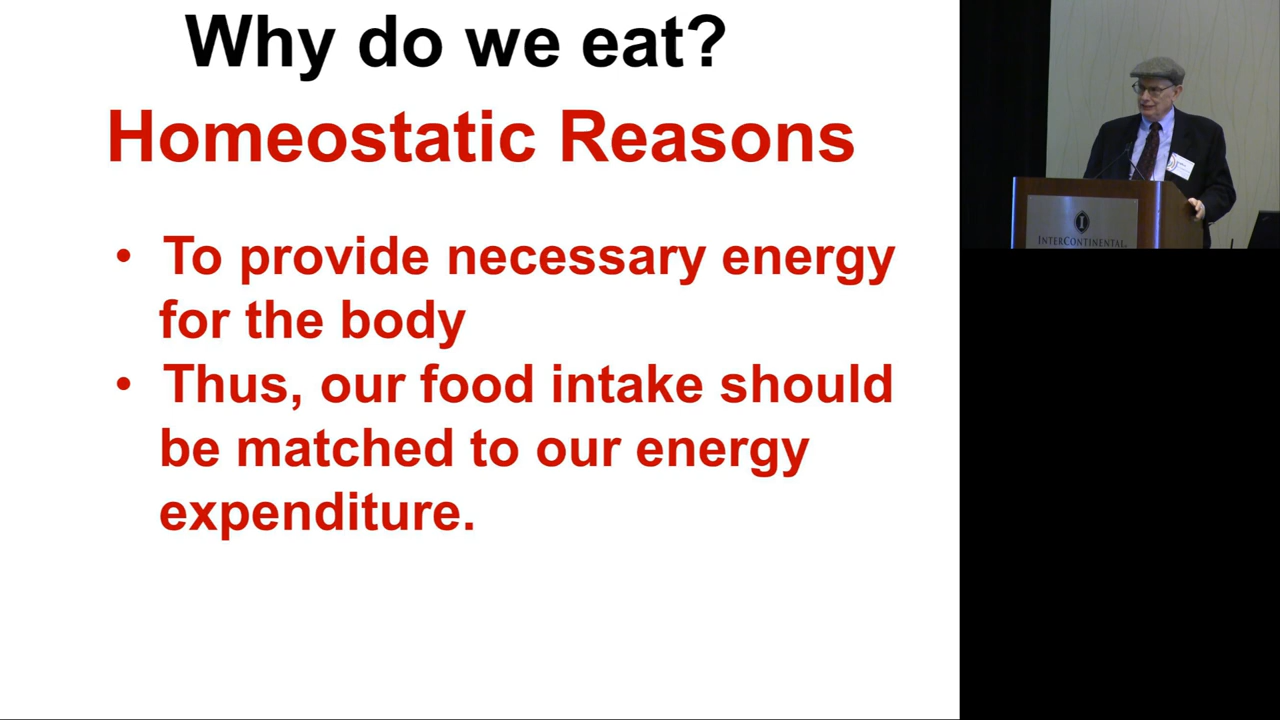 Why do we eat?
Homeostatic Reasons
• To provide necessary energy
for the body
• Thus, our food intake should
be matched to our energy
expenditure.
I
INTERCONTINENTAL